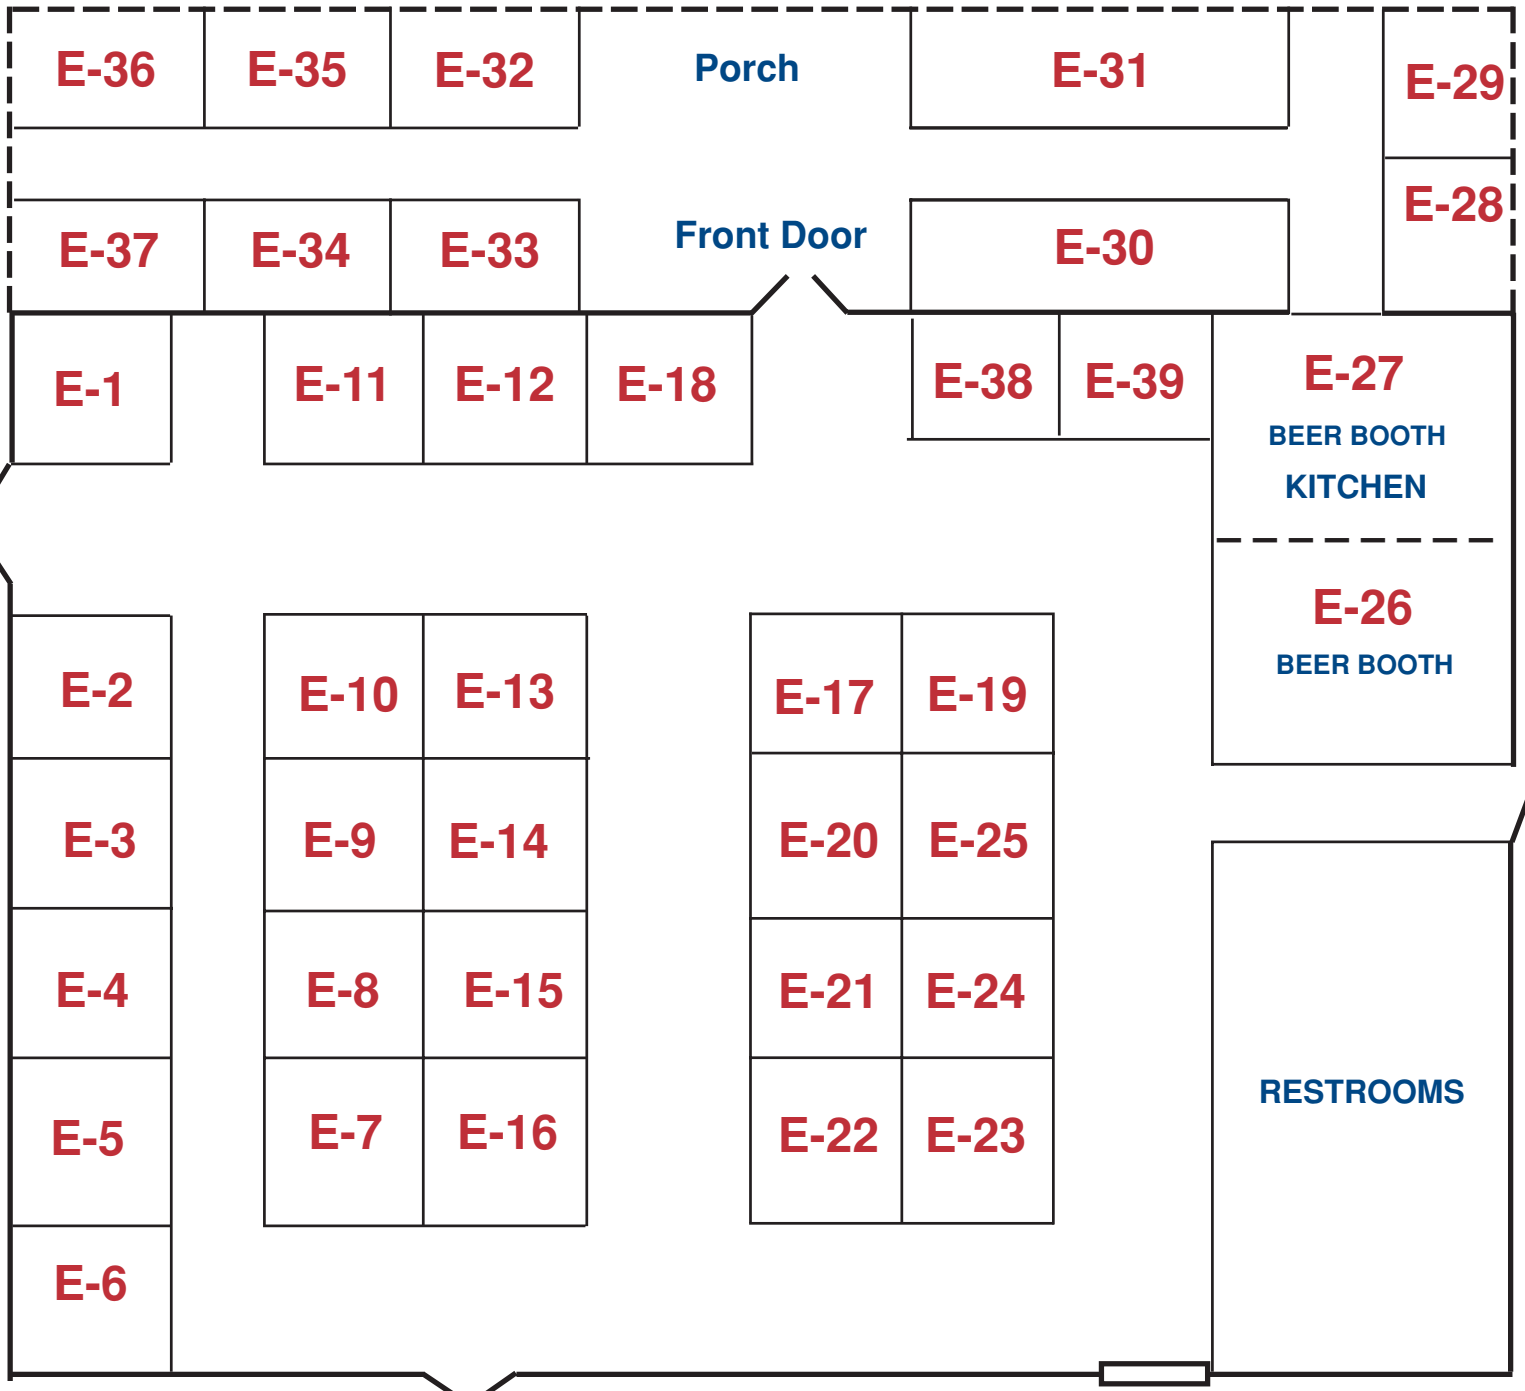 E-36 E-35 E-32 Porch E-31 E-29
E-28
E-37 E-34 E-33 Front Door E-30
E-1 E-11 E-12 E-18 E-38 E-39 E-27
BEER BOOTH
KITCHEN
E-26
BEER BOOTH
E-2 E-10 E-13 E-17 E-19
E-3 E-9 E-14 E-20 E-25
E-4 E-8 E-15 E-21 E-24
E-5 E-7 E-16 E-22 E-23 RESTROOMS
E-6